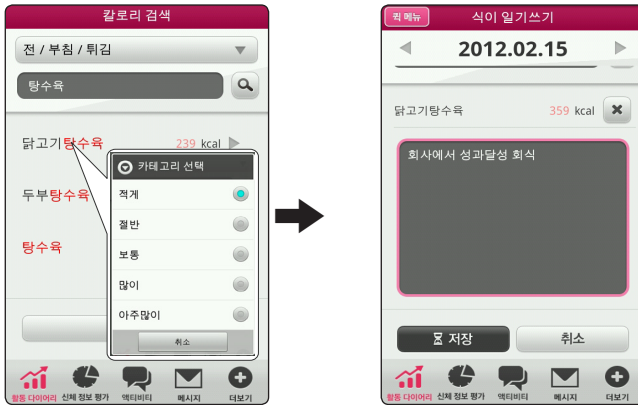 칼로리 검색
전 / 부침 / 튀김
탕수육
닭고기탕수육 239 kcal
두부탕수육
탕수육
카테고리 선택
적게
절반
보통
많이
아주많이
취소
활동 다이어리 신체 정보 평가 액티비티 메시지 더보기
퀵 메뉴 식이 일기쓰기
2012.02.15
닭고기탕수육 359 kcal
회사에서 성과달성 회식
저장 취소
활동 다이어리 신체 정보 평가 액티비티 메시지 더보기